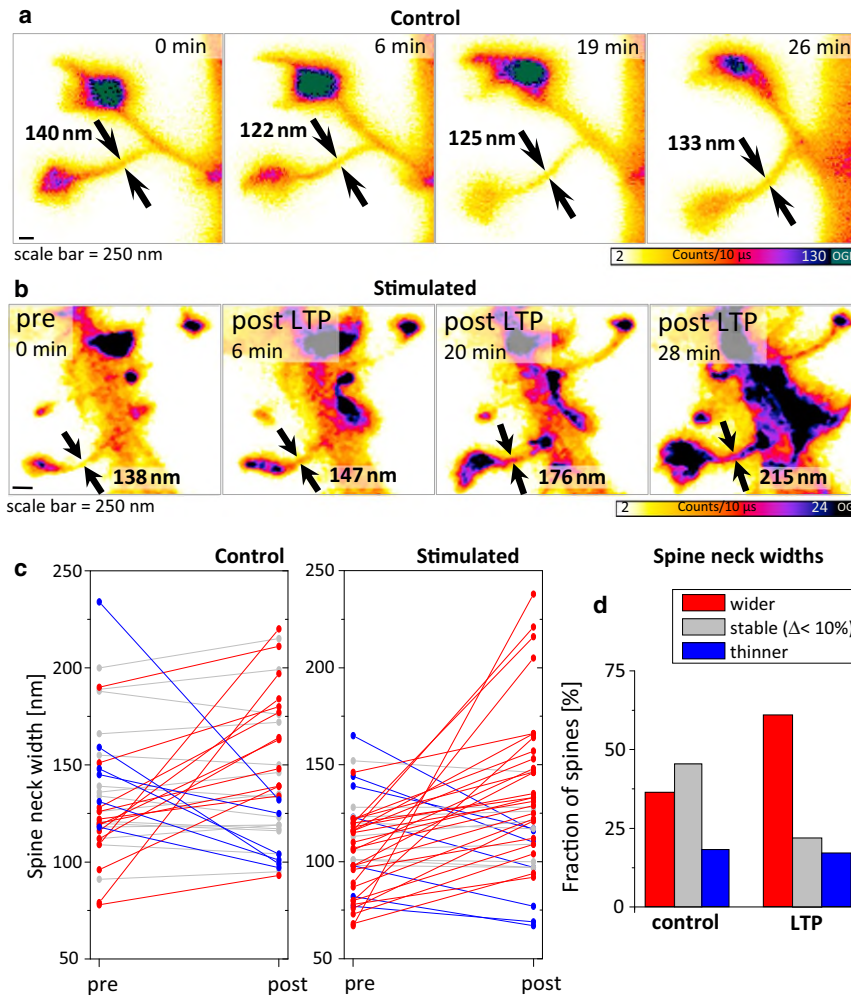 a
Control
0 min
6 min
19 min
26 min
140 nm
122 nm
125 nm
133 nm
scale bar = 250 nm
2 Counts/10 µs 130
b
Stimulated
pre
0 min
post LTP
6 min
post LTP
20 min
post LTP
28 min
138 nm
147 nm
176 nm
215 nm
scale bar = 250 nm
2 Counts/10 µs 24
c
Control
Stimulated
Spine neck width [nm]
250
200
150
100
50
pre
post
250
200
150
100
50
pre
post
Spine neck widths
d
wider
stable (Δ< 10%)
thinner
Fraction of spines [%]
75
50
25
0
control
LTP